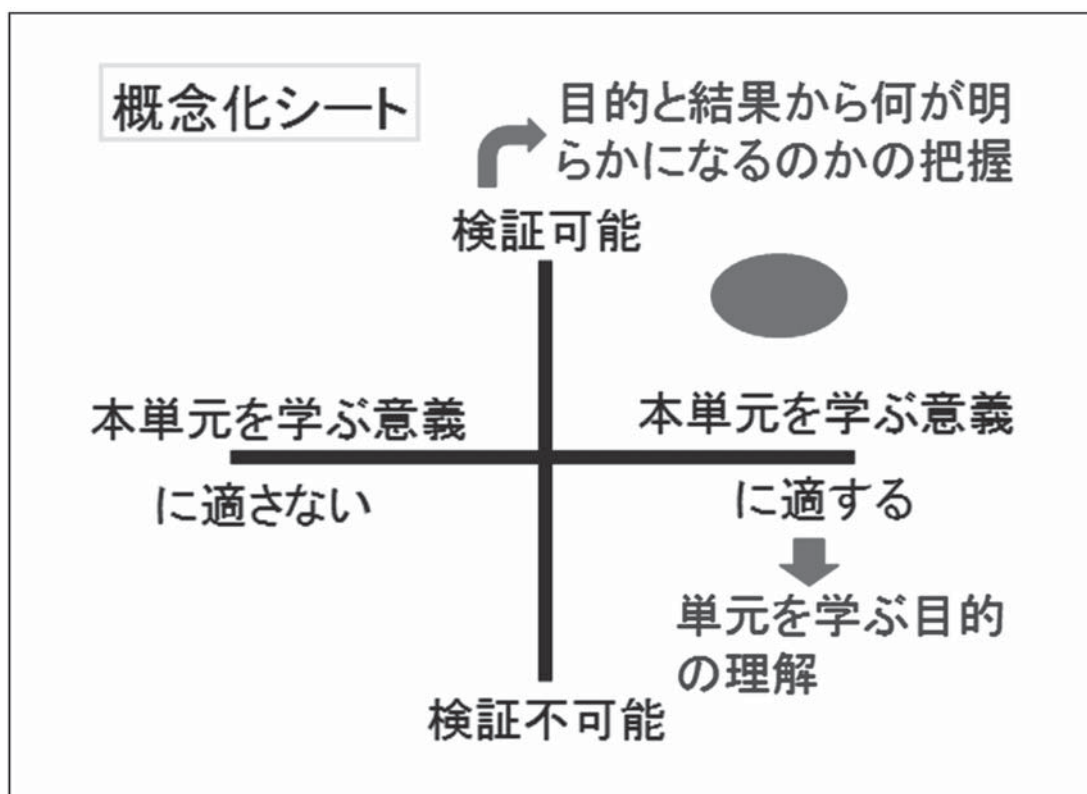 概念化シート
目的と結果から何が明
らかになるのかの把握
検証可能
本単元を学ぶ意義
に適さない
本単元を学ぶ意義
に適する
単元を学ぶ目的
の理解
検証不可能